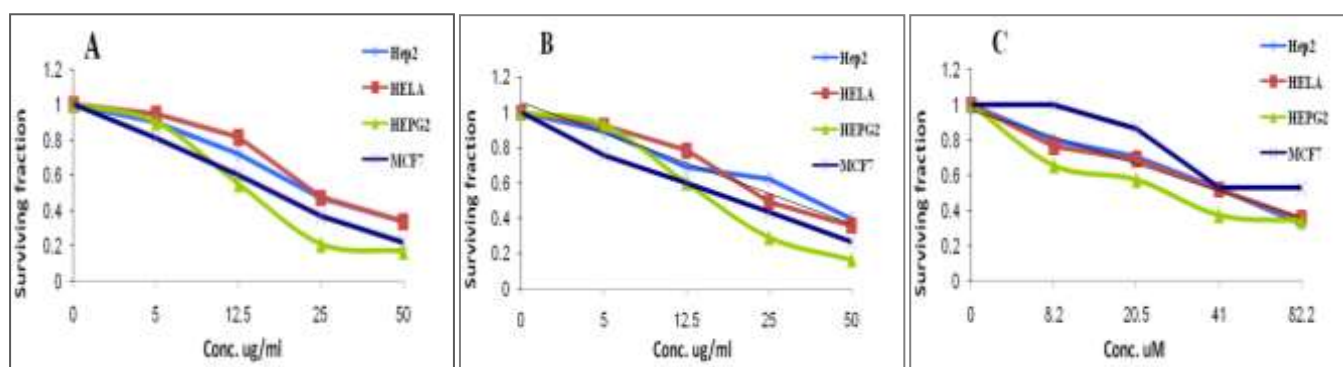 A
Hep2
HELA
HEPG2
MCF7
Surviving fraction
1.2
1
0.8
0.6
0.4
0.2
0
0 5 12.5 25 50
Conc. ug/ml
B
Hep2
HELA
HEPG2
MCF7
Surviving fraction
1.2
1
0.8
0.6
0.4
0.2
0
0 5 12.5 25 50
Conc. ug/ml
C
Hep2
HELA
HEPG2
MCF7
Surviving fraction
1.2
1
0.8
0.6
0.4
0.2
0
0 8.2 20.5 41 82.2
Conc. uM